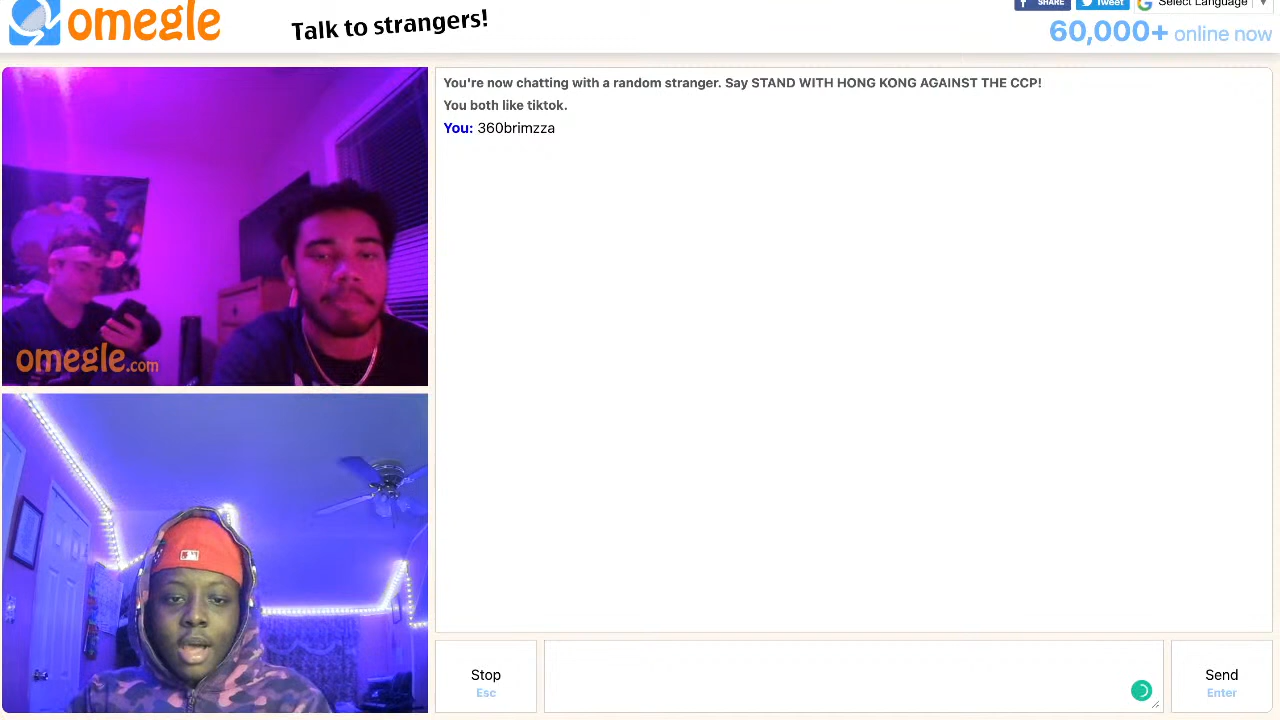 omegle
Talk to strangers!
SHARE
Tweet
Select Language
60,000+ online now
You're now chatting with a random stranger. Say STAND WITH HONG KONG AGAINST THE CCP!
You both like tiktok.
You: 360brimzza
omegle.com
Stop
Esc
Send
Enter